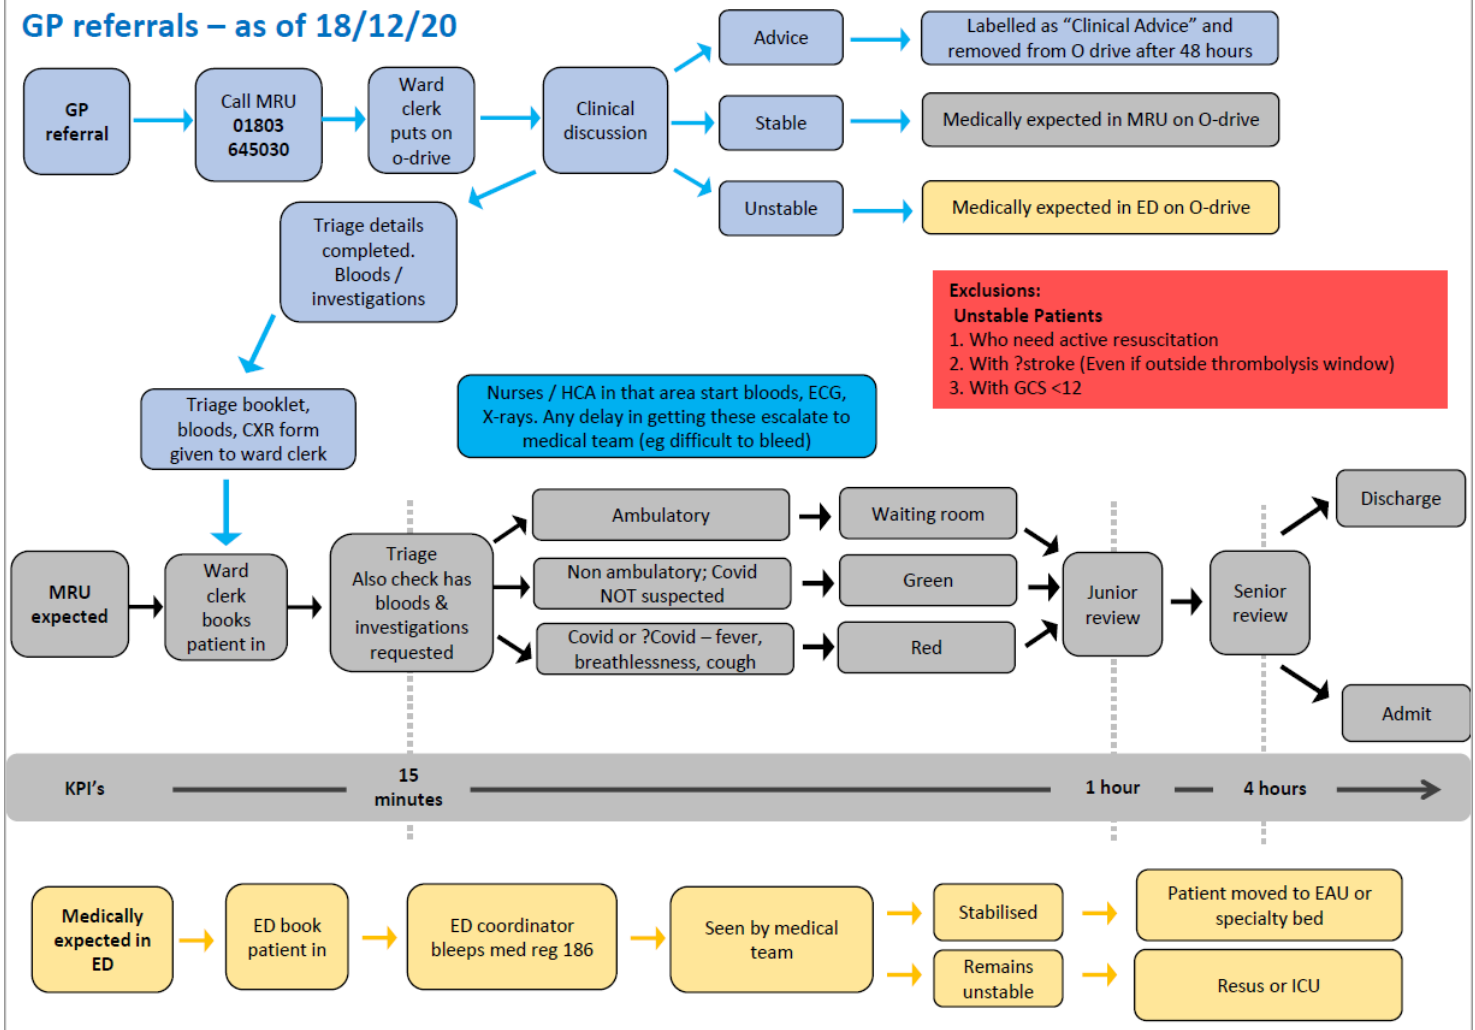 GP referrals – as of 18/12/20
GP
referral
Call MRU
01803
645030
Ward
clerk
puts on
o-drive
Clinical
discussion
Advice
Labelled as “Clinical Advice” and
removed from O drive after 48 hours
Stable
Medically expected in MRU on O-drive
Unstable
Medically expected in ED on O-drive
Triage details
completed.
Bloods /
investigations
Exclusions:
Unstable Patients
1. Who need active resuscitation
2. With ?stroke (Even if outside thrombolysis window)
3. With GCS <12
Triage booklet,
bloods, CXR form
given to ward clerk
Nurses / HCA in that area start bloods, ECG,
X-rays. Any delay in getting these escalate to
medical team (eg difficult to bleed)
MRU
expected
Ward
clerk
books
patient in
Triage
Also check has
bloods &
investigations
requested
Ambulatory
Waiting room
Non ambulatory; Covid
NOT suspected
Green
Covid or ?Covid – fever,
breathlessness, cough
Red
Junior
review
Senior
review
Discharge
Admit
KPI's
15
minutes
1 hour
4 hours
Medically
expected in
ED
ED book
patient in
ED coordinator
bleeps med reg 186
Seen by medical
team
Stabilised
Patient moved to EAU or
specialty bed
Remains
unstable
Resus or ICU